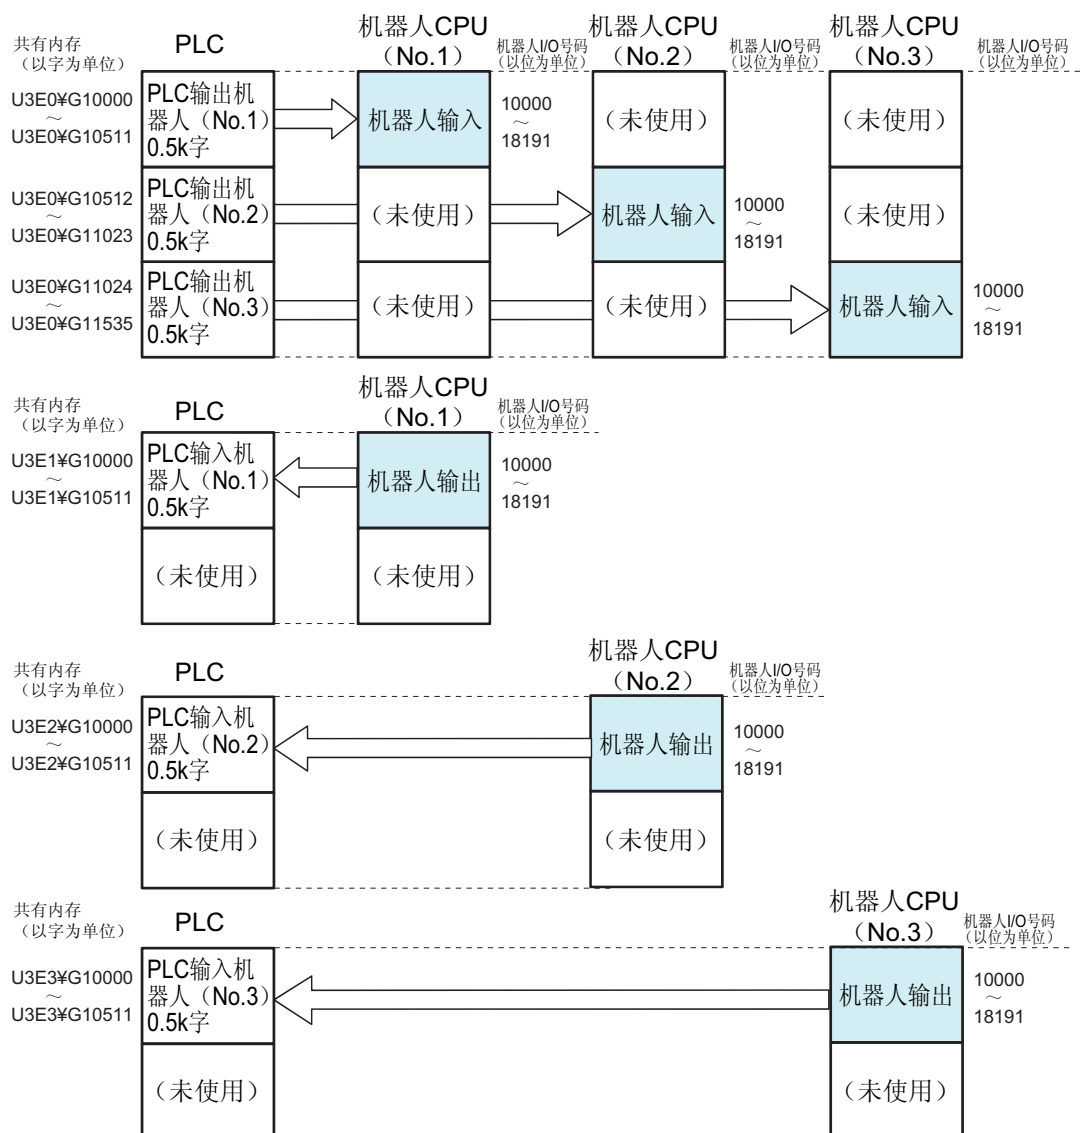 共有内存
（以字为单位）
PLC
机器人CPU
（No.1）
机器人I/O号码
（以位为单位）
机器人CPU
（No.2）
机器人I/O号码
（以位为单位）
机器人CPU
（No.3）
机器人I/O号码
（以位为单位）
U3E0¥G10000
～
U3E0¥G10511
PLC输出机
器人（No.1）
0.5k字
机器人输入
10000
～
18191
（未使用）
（未使用）
U3E0¥G10512
～
U3E0¥G11023
PLC输出机
器人（No.2）
0.5k字
（未使用）
机器人输入
10000
～
18191
（未使用）
U3E0¥G11024
～
U3E0¥G11535
PLC输出机
器人（No.3）
0.5k字
（未使用）
（未使用）
机器人输入
10000
～
18191
共有内存
（以字为单位）
PLC
机器人CPU
（No.1）
机器人I/O号码
（以位为单位）
U3E1¥G10000
～
U3E1¥G10511
PLC输入机
器人（No.1）
0.5k字
机器人输出
10000
～
18191
（未使用）
（未使用）
共有内存
（以字为单位）
PLC
机器人CPU
（No.2）
机器人I/O号码
（以位为单位）
U3E2¥G10000
～
U3E2¥G10511
PLC输入机
器人（No.2）
0.5k字
机器人输出
10000
～
18191
（未使用）
（未使用）
共有内存
（以字为单位）
PLC
机器人CPU
（No.3）
机器人I/O号码
（以位为单位）
U3E3¥G10000
～
U3E3¥G10511
PLC输入机
器人（No.3）
0.5k字
机器人输出
10000
～
18191
（未使用）
（未使用）